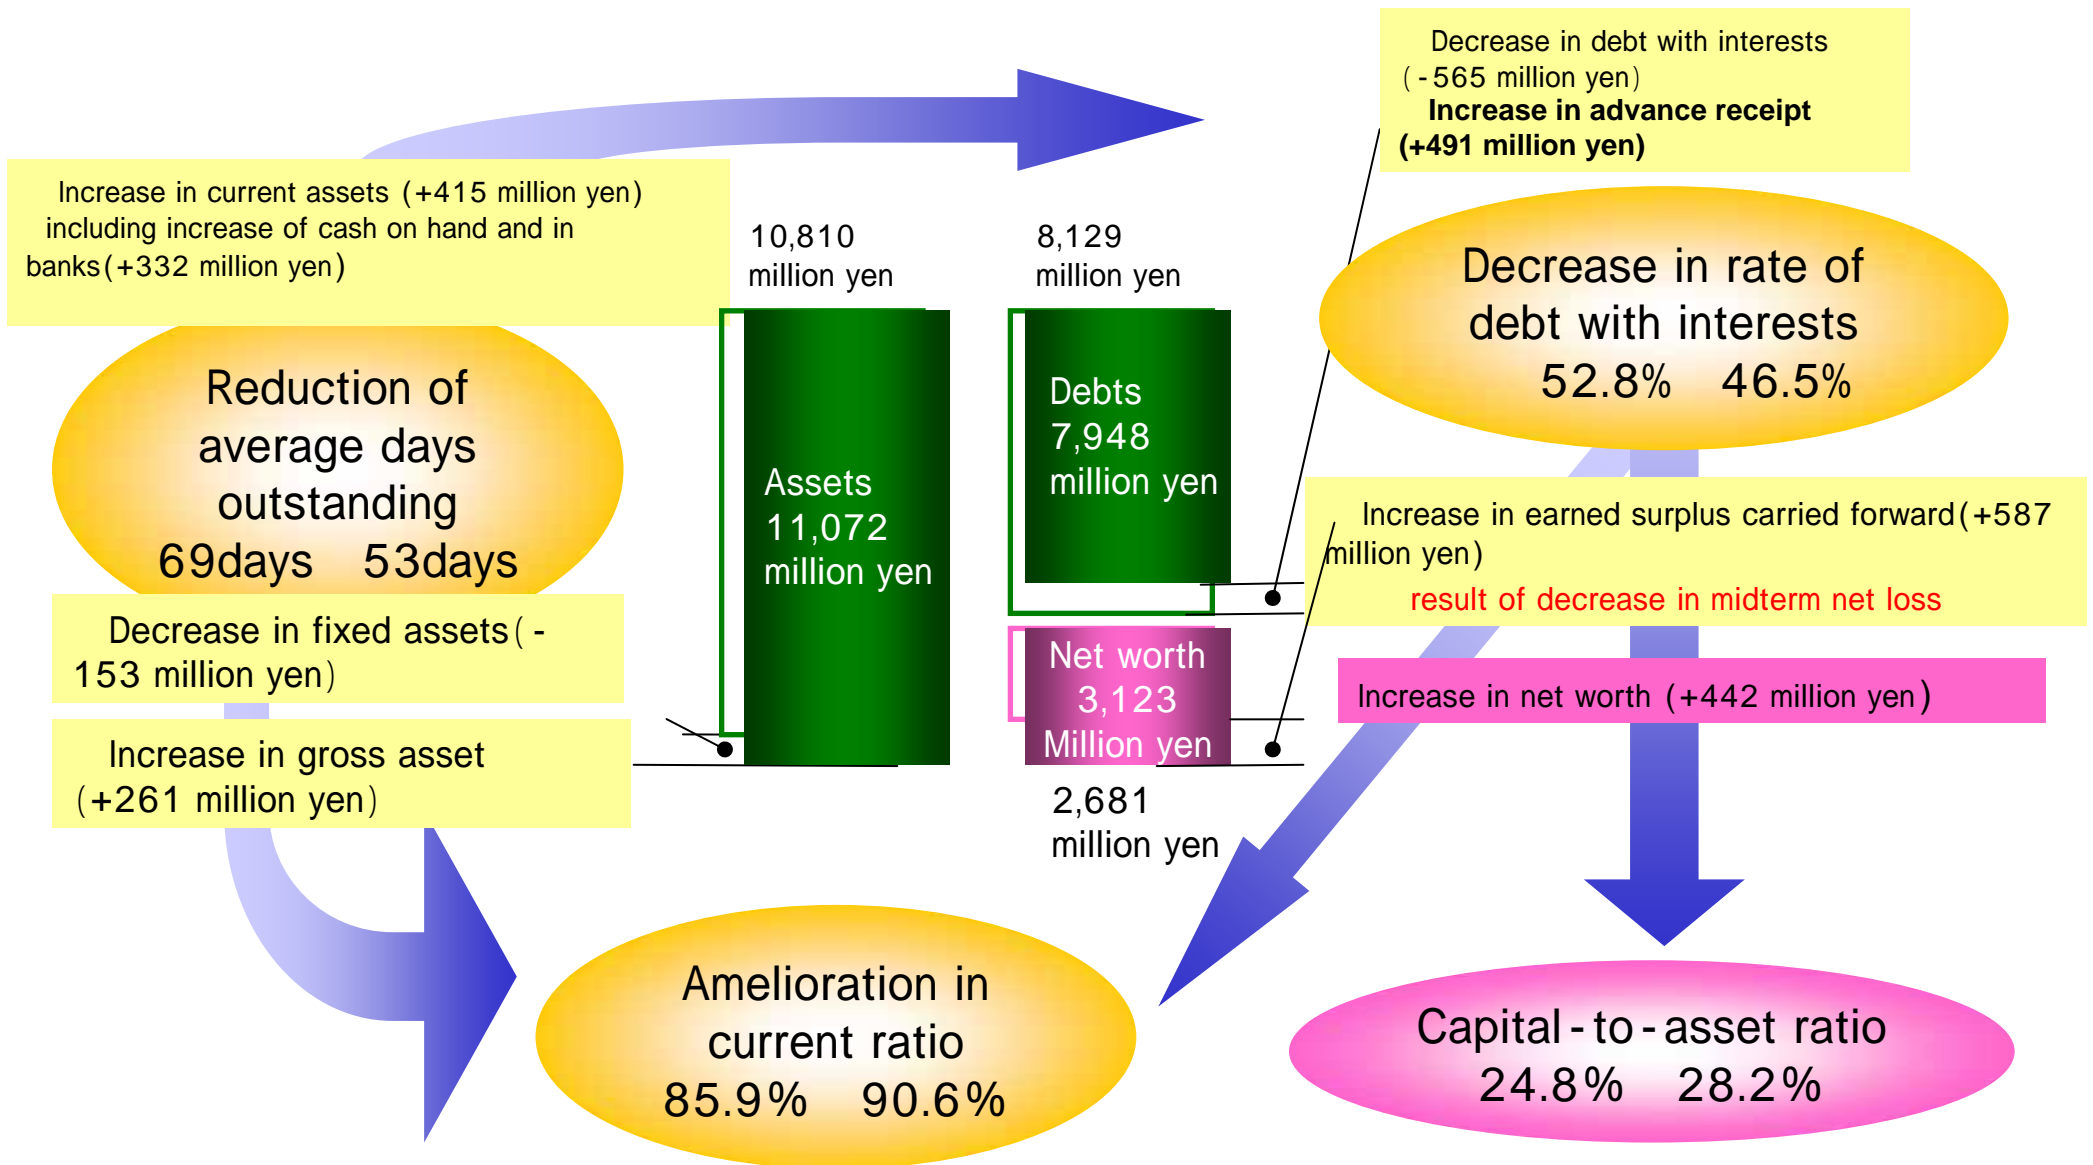 Decrease in debt with interests
(-565 million yen)
Increase in advance receipt
(+491 million yen)
Increase in current assets (+415 million yen)
including increase of cash on hand and in
banks(+332 million yen)
10,810
million yen
8,129
million yen
Decrease in rate of
debt with interests
52.8% 46.5%
Reduction of
average days
outstanding
69days 53days
Assets
11,072
million yen
Debts
7,948
million yen
Increase in earned surplus carried forward(+587
million yen)
result of decrease in midterm net loss
Decrease in fixed assets(-
153 million yen)
Net worth
3,123
Million yen
Increase in net worth (+442 million yen)
Increase in gross asset
(+261 million yen)
2,681
million yen
Amelioration in
current ratio
85.9% 90.6%
Capital-to-asset ratio
24.8% 28.2%